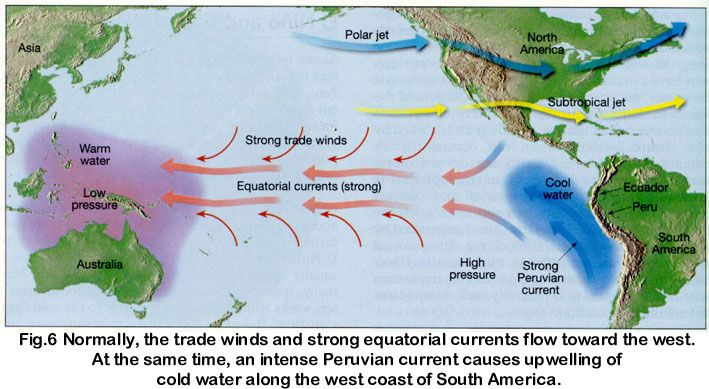 Asia
Polar jet
North
America
Subtropical jet
Strong trade winds
Warm
water
Low
pressure
Equatorial currents (strong)
Cool
water
Ecuador
Peru
South
America
Australia
High
pressure
Strong
Peruvian
current
Fig.6 Normally, the trade winds and strong equatorial currents flow toward the west.
At the same time, an intense Peruvian current causes upwelling of
cold water along the west coast of South America.